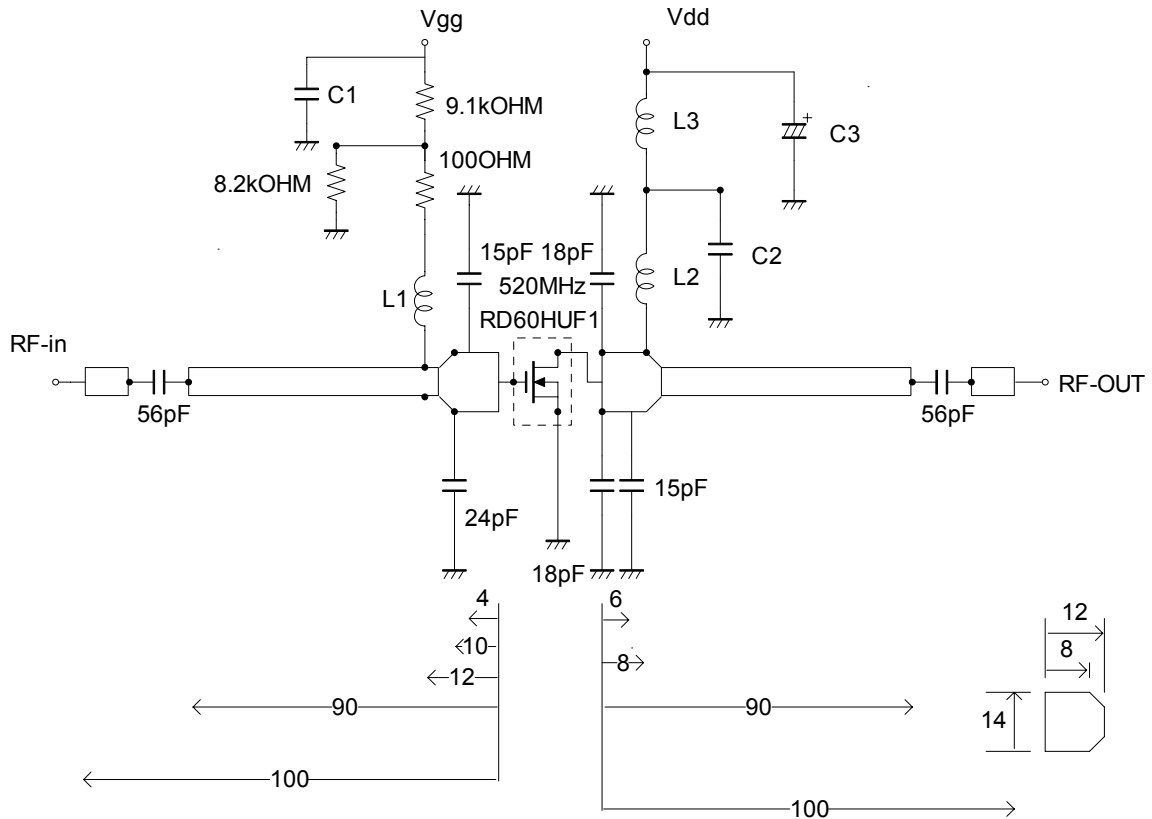 Vgg
Vdd
C1
9.1kOHM
L3
C3
+
100OHM
8.2kOHM
15pF
18pF
C2
L2
L1
520MHz
RD60HUF1
RF-in
RF-OUT
56pF
56pF
15pF
24pF
18pF
4
6
12
10
8
8
12
90
90
14
100
100